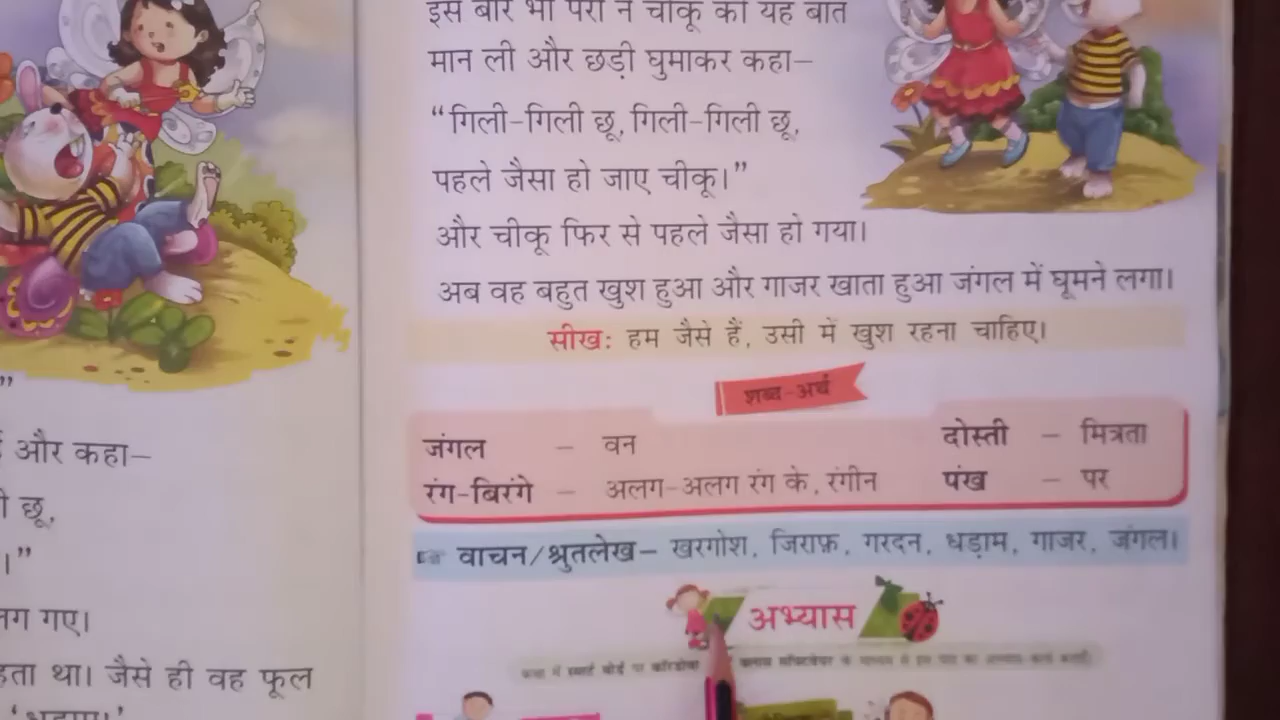 ”
और कहा–
छू,
।”
गए।
था। जैसे ही वह फूल
इस बार भी परी ने चीकू की यह बात
मान ली और छड़ी घुमाकर कहा–
“गिली-गिली छू, गिली-गिली छू,
पहले जैसा हो जाए चीकू।”
और चीकू फिर से पहले जैसा हो गया।
अब वह बहुत खुश हुआ और गाजर खाता हुआ जंगल में घूमने लगा।
सीखः हम जैसे हैं, उसी में खुश रहना चाहिए।
शब्द-अर्थ
जंगल – वन दोस्ती – मित्रता
रंग-बिरंगे – अलग-अलग रंग के, रंगीन पंख – पर
वाचन/श्रुतलेख– खरगोश, जिराफ़, गरदन, धड़ाम, गाजर, जंगल।
अभ्यास